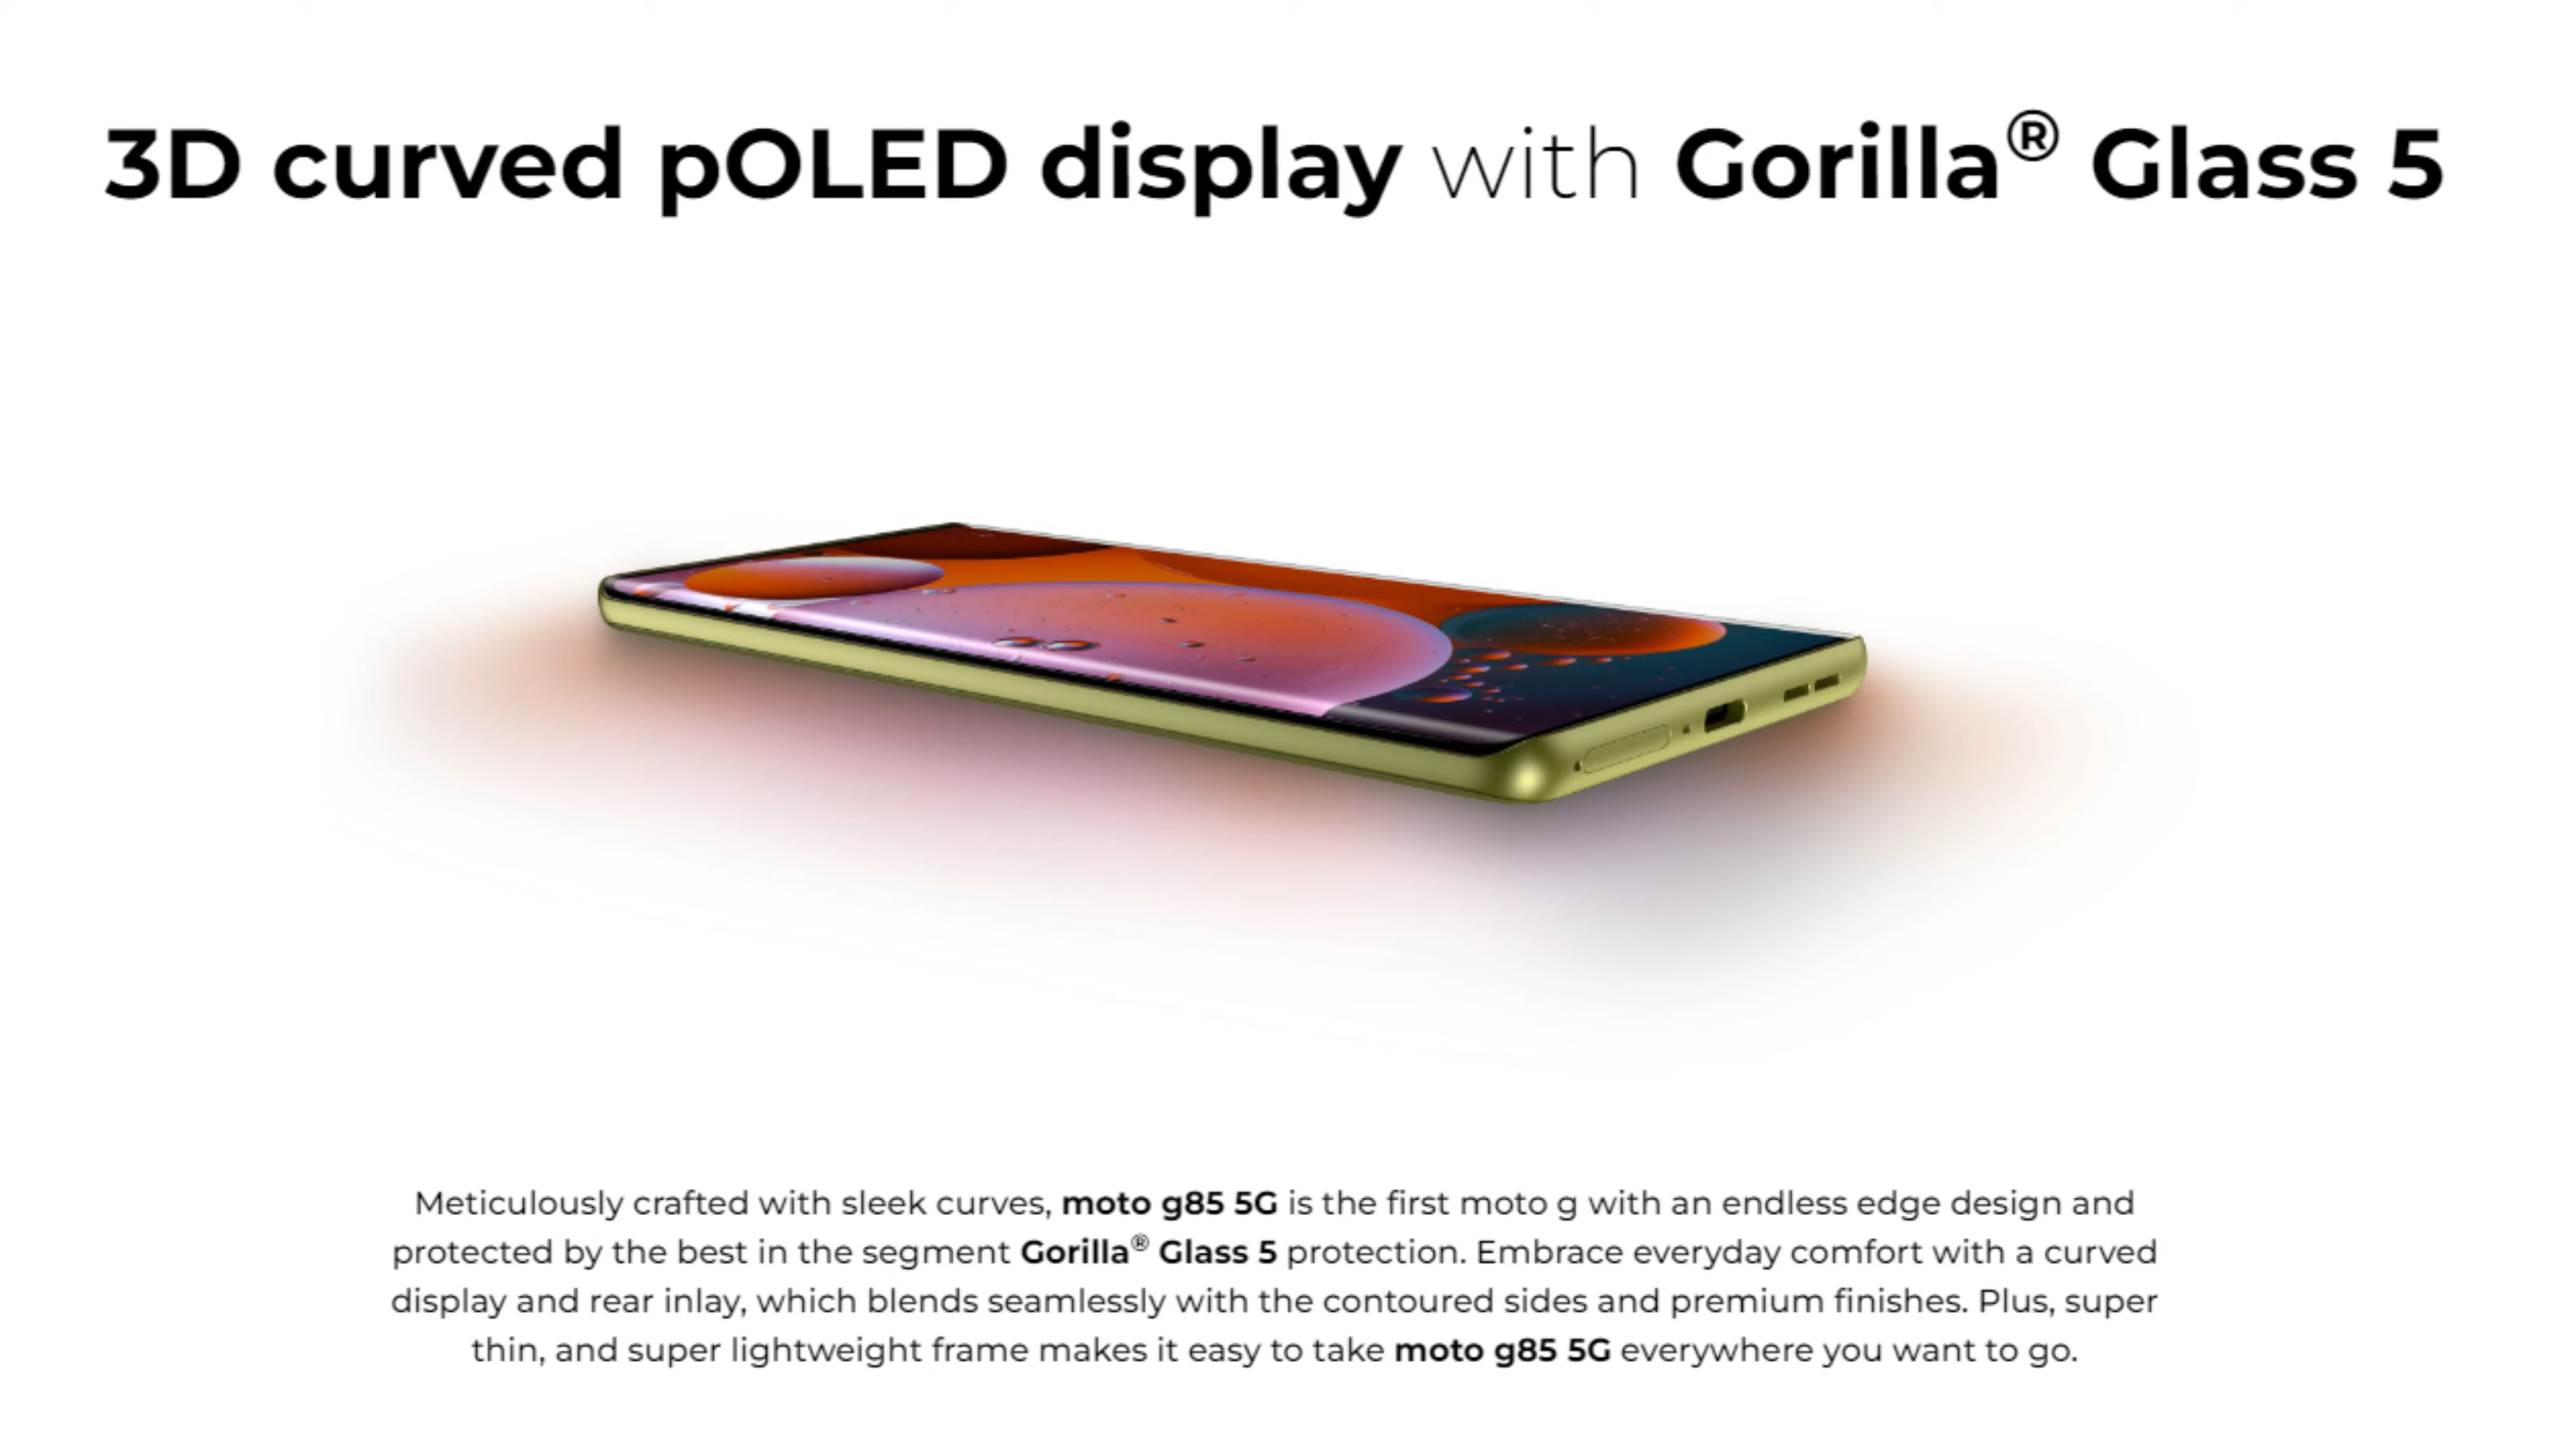 3D curved pOLED display with Gorilla® Glass 5
Meticulously crafted with sleek curves, moto g85 5G is the first moto g with an endless edge design and
protected by the best in the segment Gorilla® Glass 5 protection. Embrace everyday comfort with a curved
display and rear inlay, which blends seamlessly with the contoured sides and premium finishes. Plus, super
thin, and super lightweight frame makes it easy to take moto g85 5G everywhere you want to go.